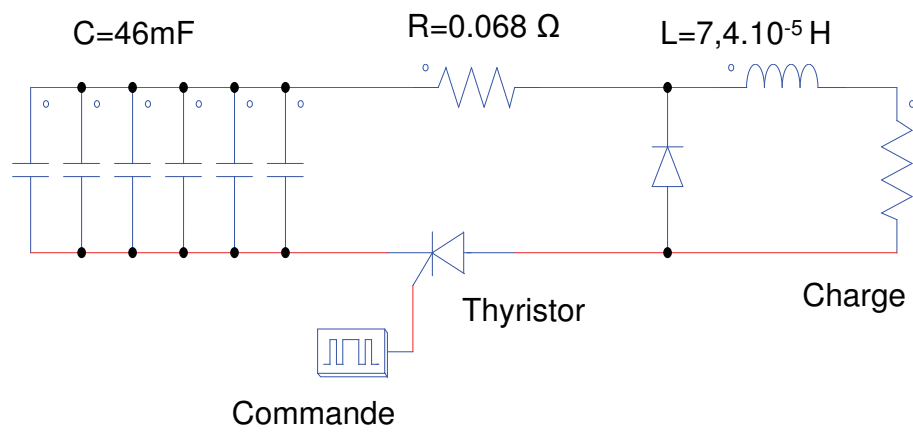 C=46mF
R=0.068 Ω
L=7,4.10⁻⁵ H
Thyristor
Charge
Commande